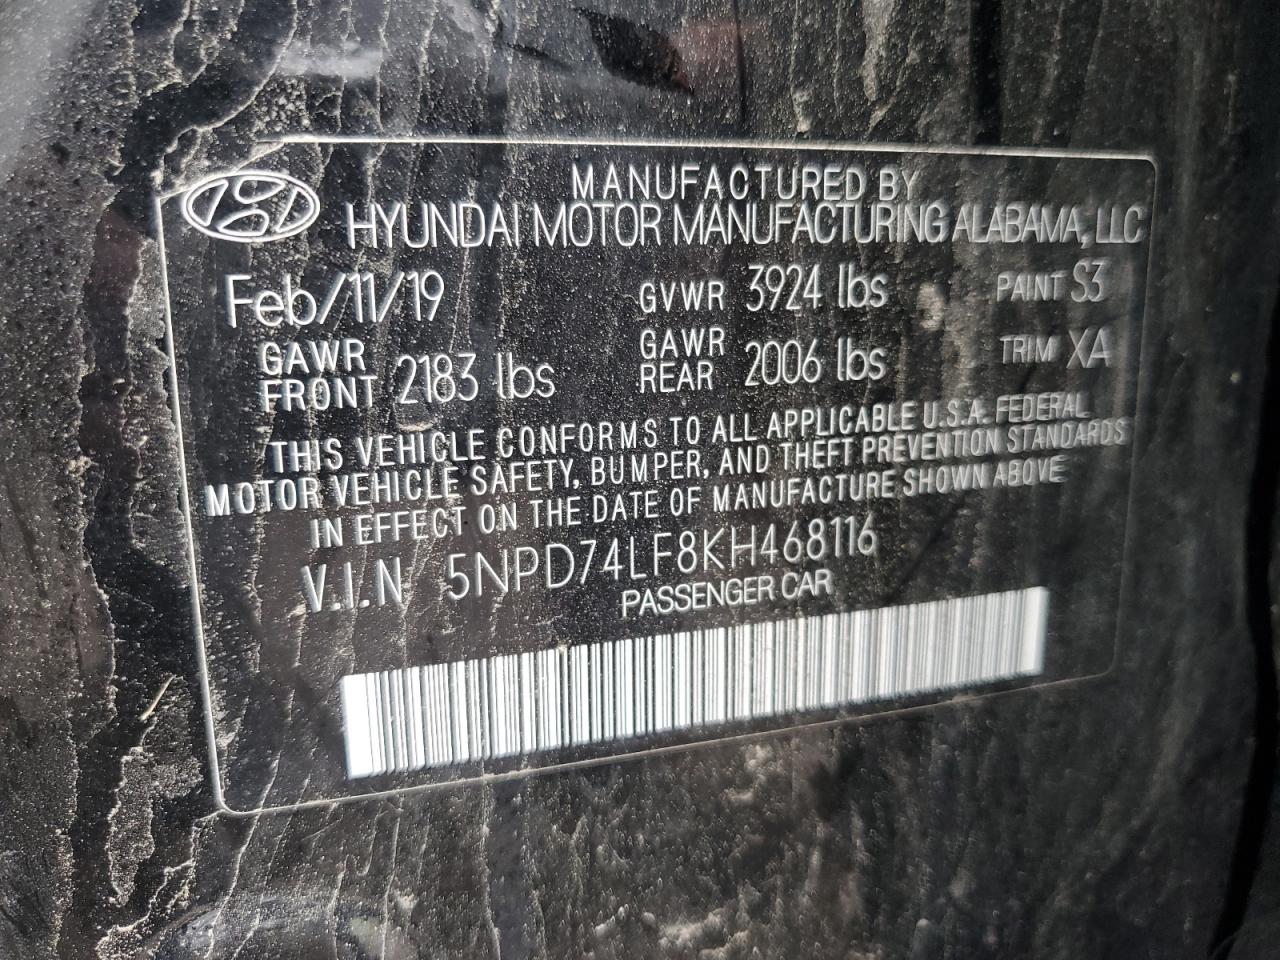 MANUFACTURED BY
HYUNDAI MOTOR MANUFACTURING ALABAMA, LLC
Feb/11/19 GVWR 3924 lbs PAINT S3
GAWR FRONT 2183 lbs GAWR REAR 2006 lbs TRIM XA
THIS VEHICLE CONFORMS TO ALL APPLICABLE U.S.A. FEDERAL
MOTOR VEHICLE SAFETY, BUMPER, AND THEFT PREVENTION STANDARDS
IN EFFECT ON THE DATE OF MANUFACTURE SHOWN ABOVE
V.I.N 5NPD74LF8KH468116
PASSENGER CAR